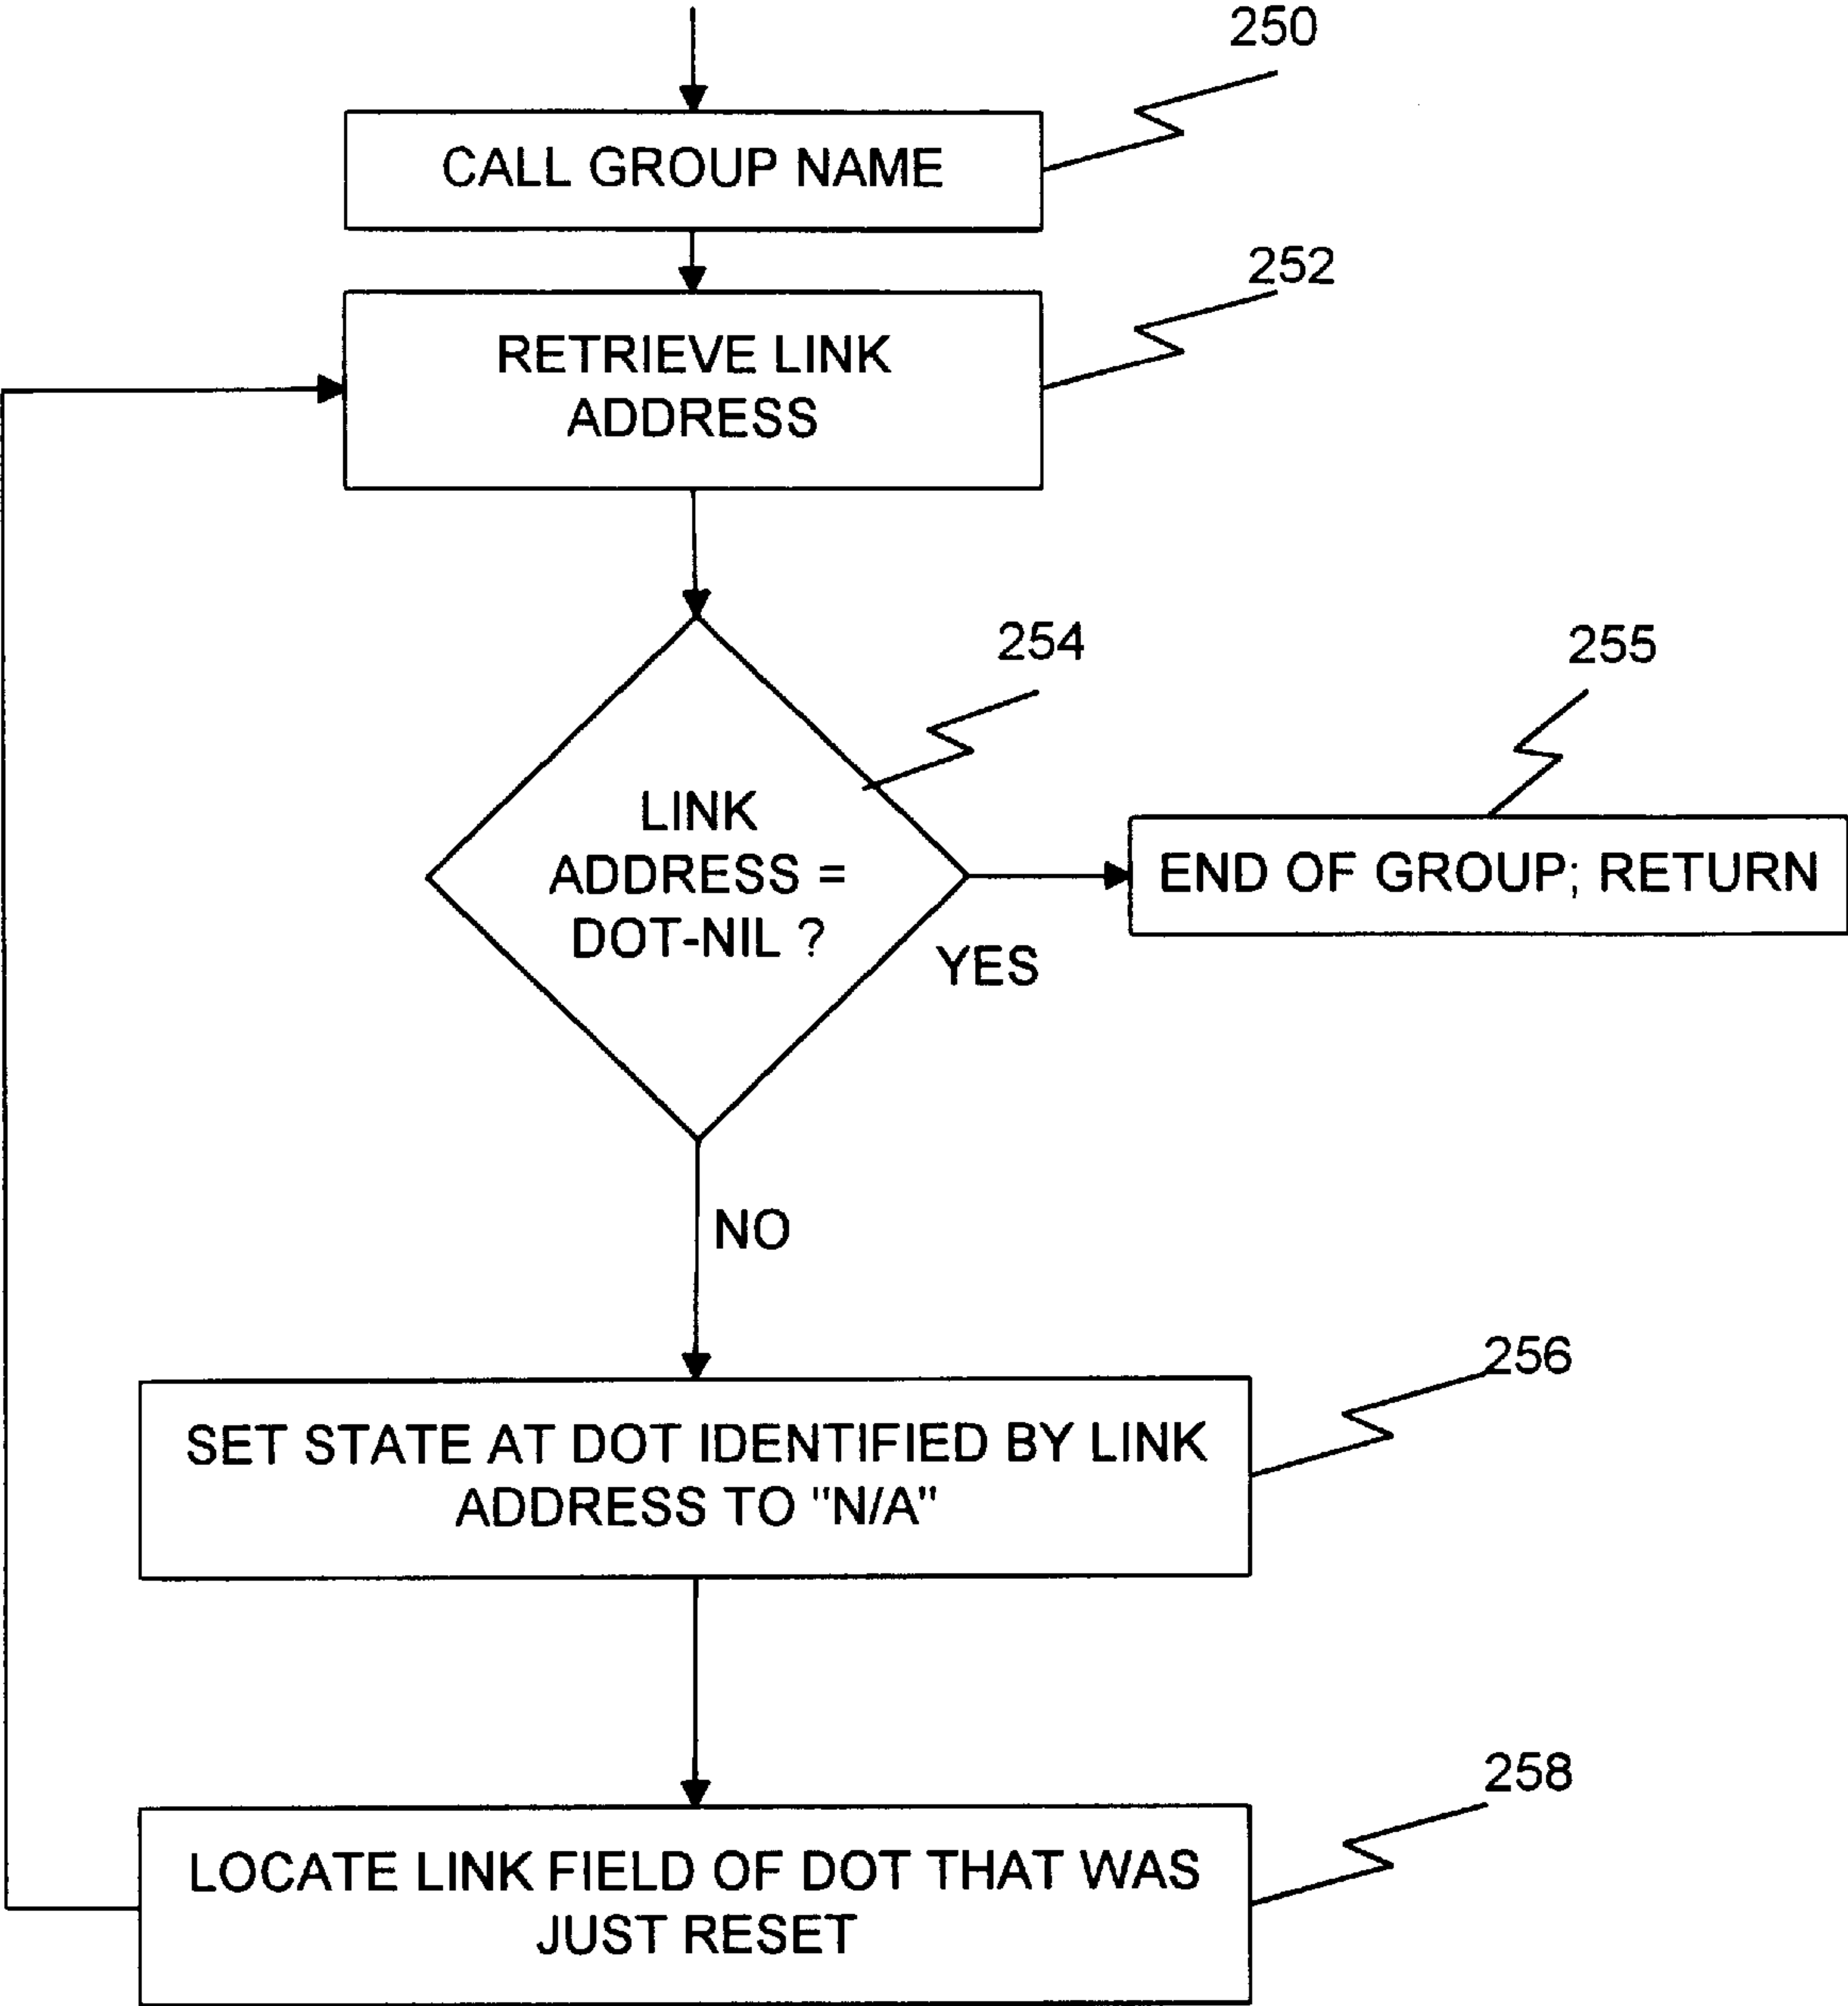 250
CALL GROUP NAME
252
RETRIEVE LINK
ADDRESS
254
255
LINK
ADDRESS =
DOT-NIL ?
END OF GROUP; RETURN
YES
NO
256
SET STATE AT DOT IDENTIFIED BY LINK
ADDRESS TO "N/A"
258
LOCATE LINK FIELD OF DOT THAT WAS
JUST RESET